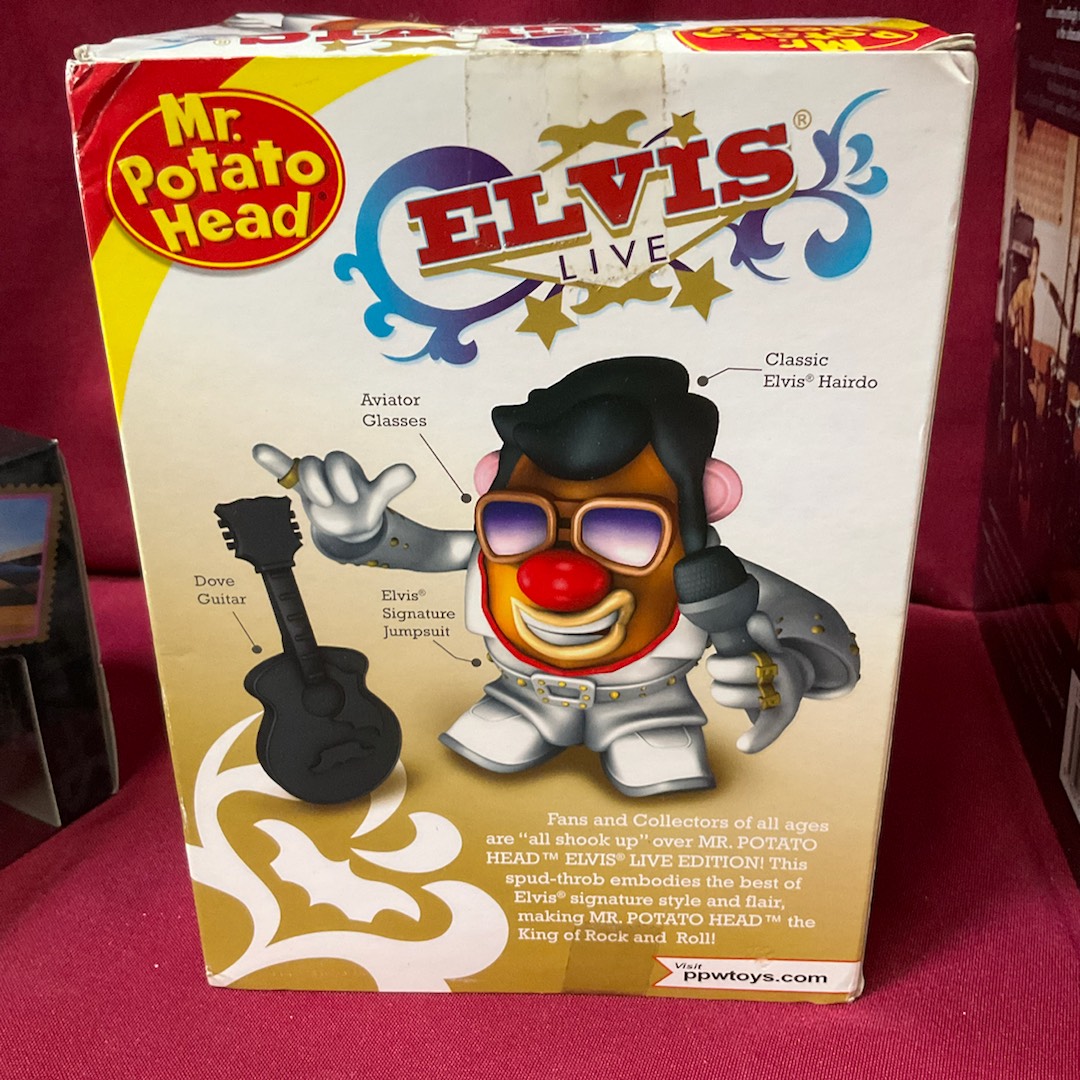 Mr.
Potato
Head
ELVIS®
LIVE
Classic
Elvis® Hairdo
Aviator
Glasses
Dove
Guitar
Elvis®
Signature
Jumpsuit
Fans and Collectors of all ages
are “all shook up” over MR. POTATO
HEAD™ ELVIS® LIVE EDITION! This
spud-throb embodies the best of
Elvis® signature style and flair,
making MR. POTATO HEAD™ the
King of Rock and Roll!
Visit
ppwtoys.com